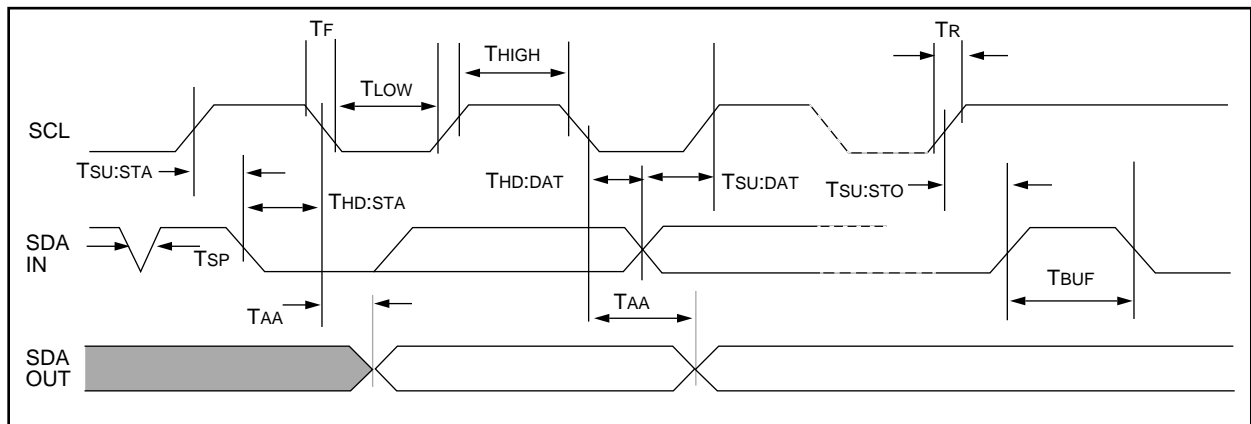 TF
TR
THIGH
TLOW
SCL
TSU:STA
THD:STA
THD:DAT
TSU:DAT
TSU:STO
SDA
IN
TSP
TBUF
TAA
TAA
SDA
OUT